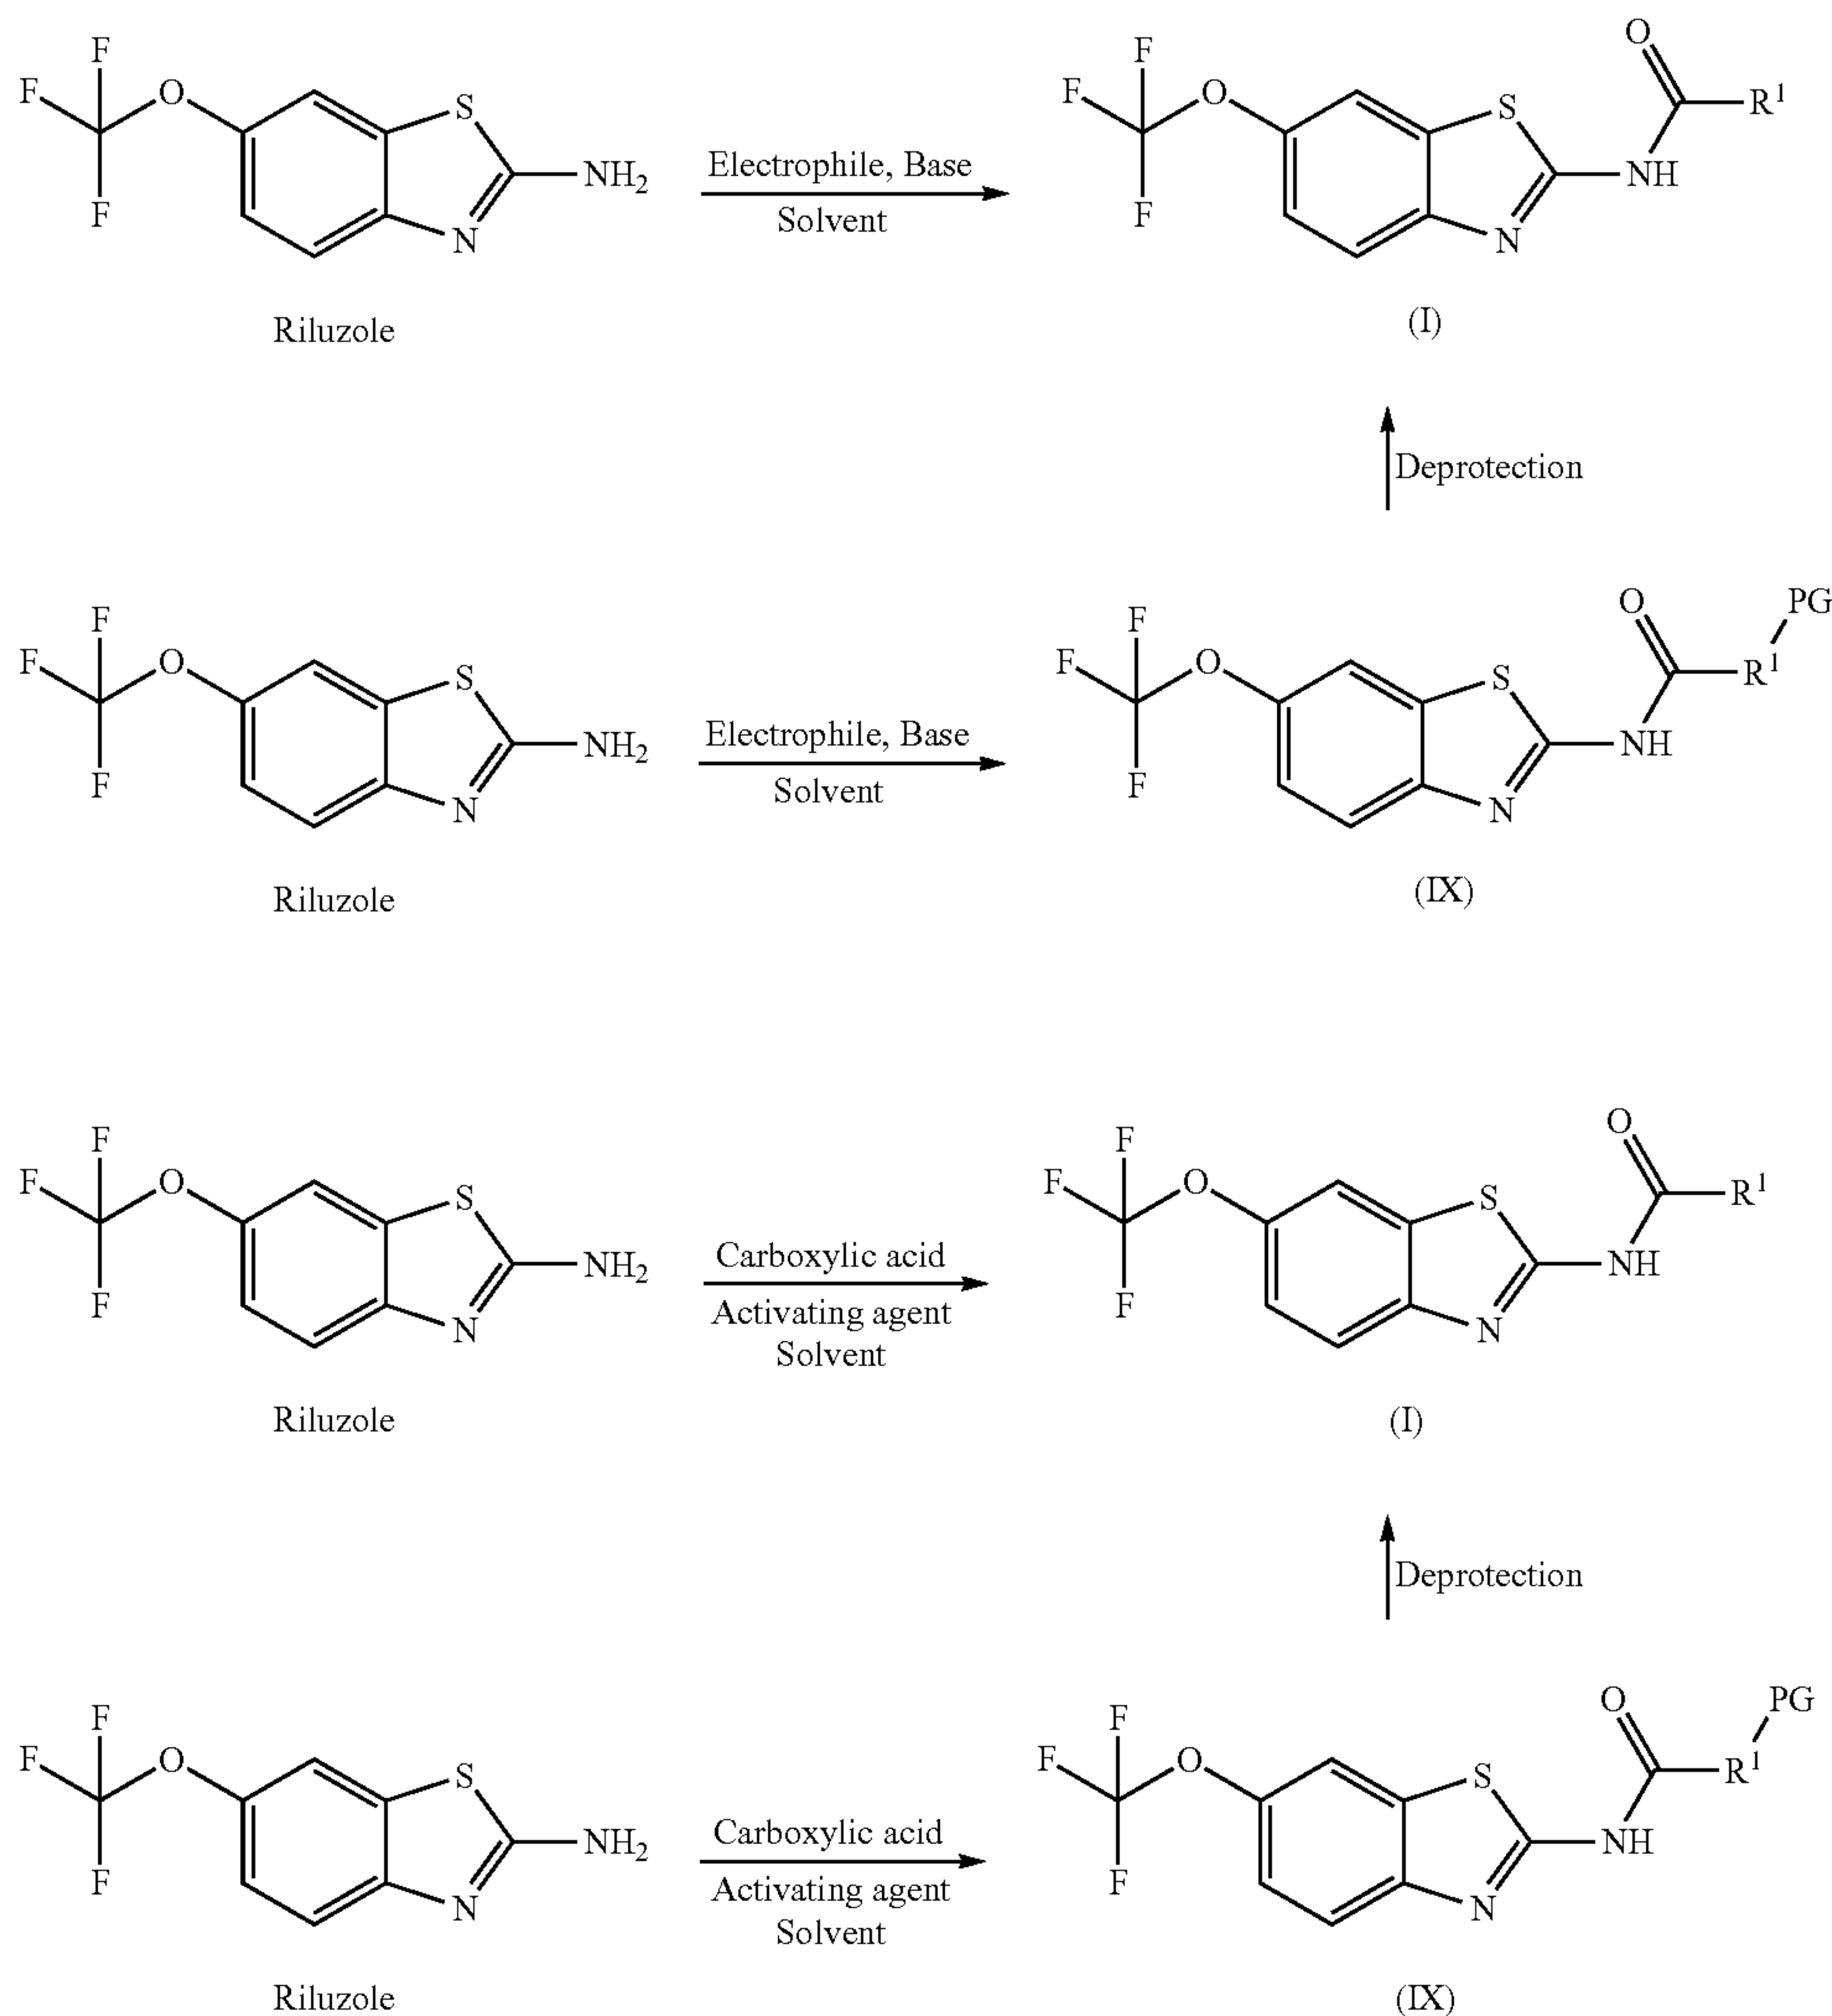 F
F
O
S
NH₂
N
F
Riluzole
Electrophile, Base
Solvent
F
F
O
S
O
R¹
NH
N
F
(I)
Deprotection
F
F
O
S
NH₂
N
F
Riluzole
Electrophile, Base
Solvent
F
F
O
S
O
PG
R¹
NH
N
F
(IX)
F
F
O
S
NH₂
N
F
Riluzole
Carboxylic acid
Activating agent
Solvent
F
F
O
S
O
R¹
NH
N
F
(I)
Deprotection
F
F
O
S
NH₂
N
F
Riluzole
Carboxylic acid
Activating agent
Solvent
F
F
O
S
O
PG
R¹
NH
N
F
(IX)